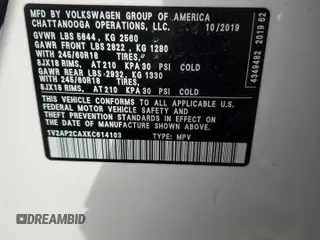 MFD BY VOLKSWAGEN GROUP OF AMERICA
CHATTANOOGA OPERATIONS, LLC. 10/2019
GVWR LBS 5644, KG 2560
GAWR FRONT LBS 2822, KG 1280
WITH 245/60R18 TIRES,
8JX18 RIMS, AT 210 KPA 30 PSI COLD
GAWR REAR LBS-2932, KG 1330
WITH 245/60R18 TIRES,
8JX18 RIMS, AT 210 KPA 30 PSI COLD
THIS VEHICLE CONFORMS TO ALL APPLICABLE U.S.
FEDERAL MOTOR VEHICLE SAFETY, BUMPER AND
THEFT PREVENTION STANDARDS IN EFFECT ON THE
DATE OF MANUFACTURE SHOWN ABOVE
1V2AP2CAXKC614103 TYPE: MPV
4349482 2019 62
DREAMBID